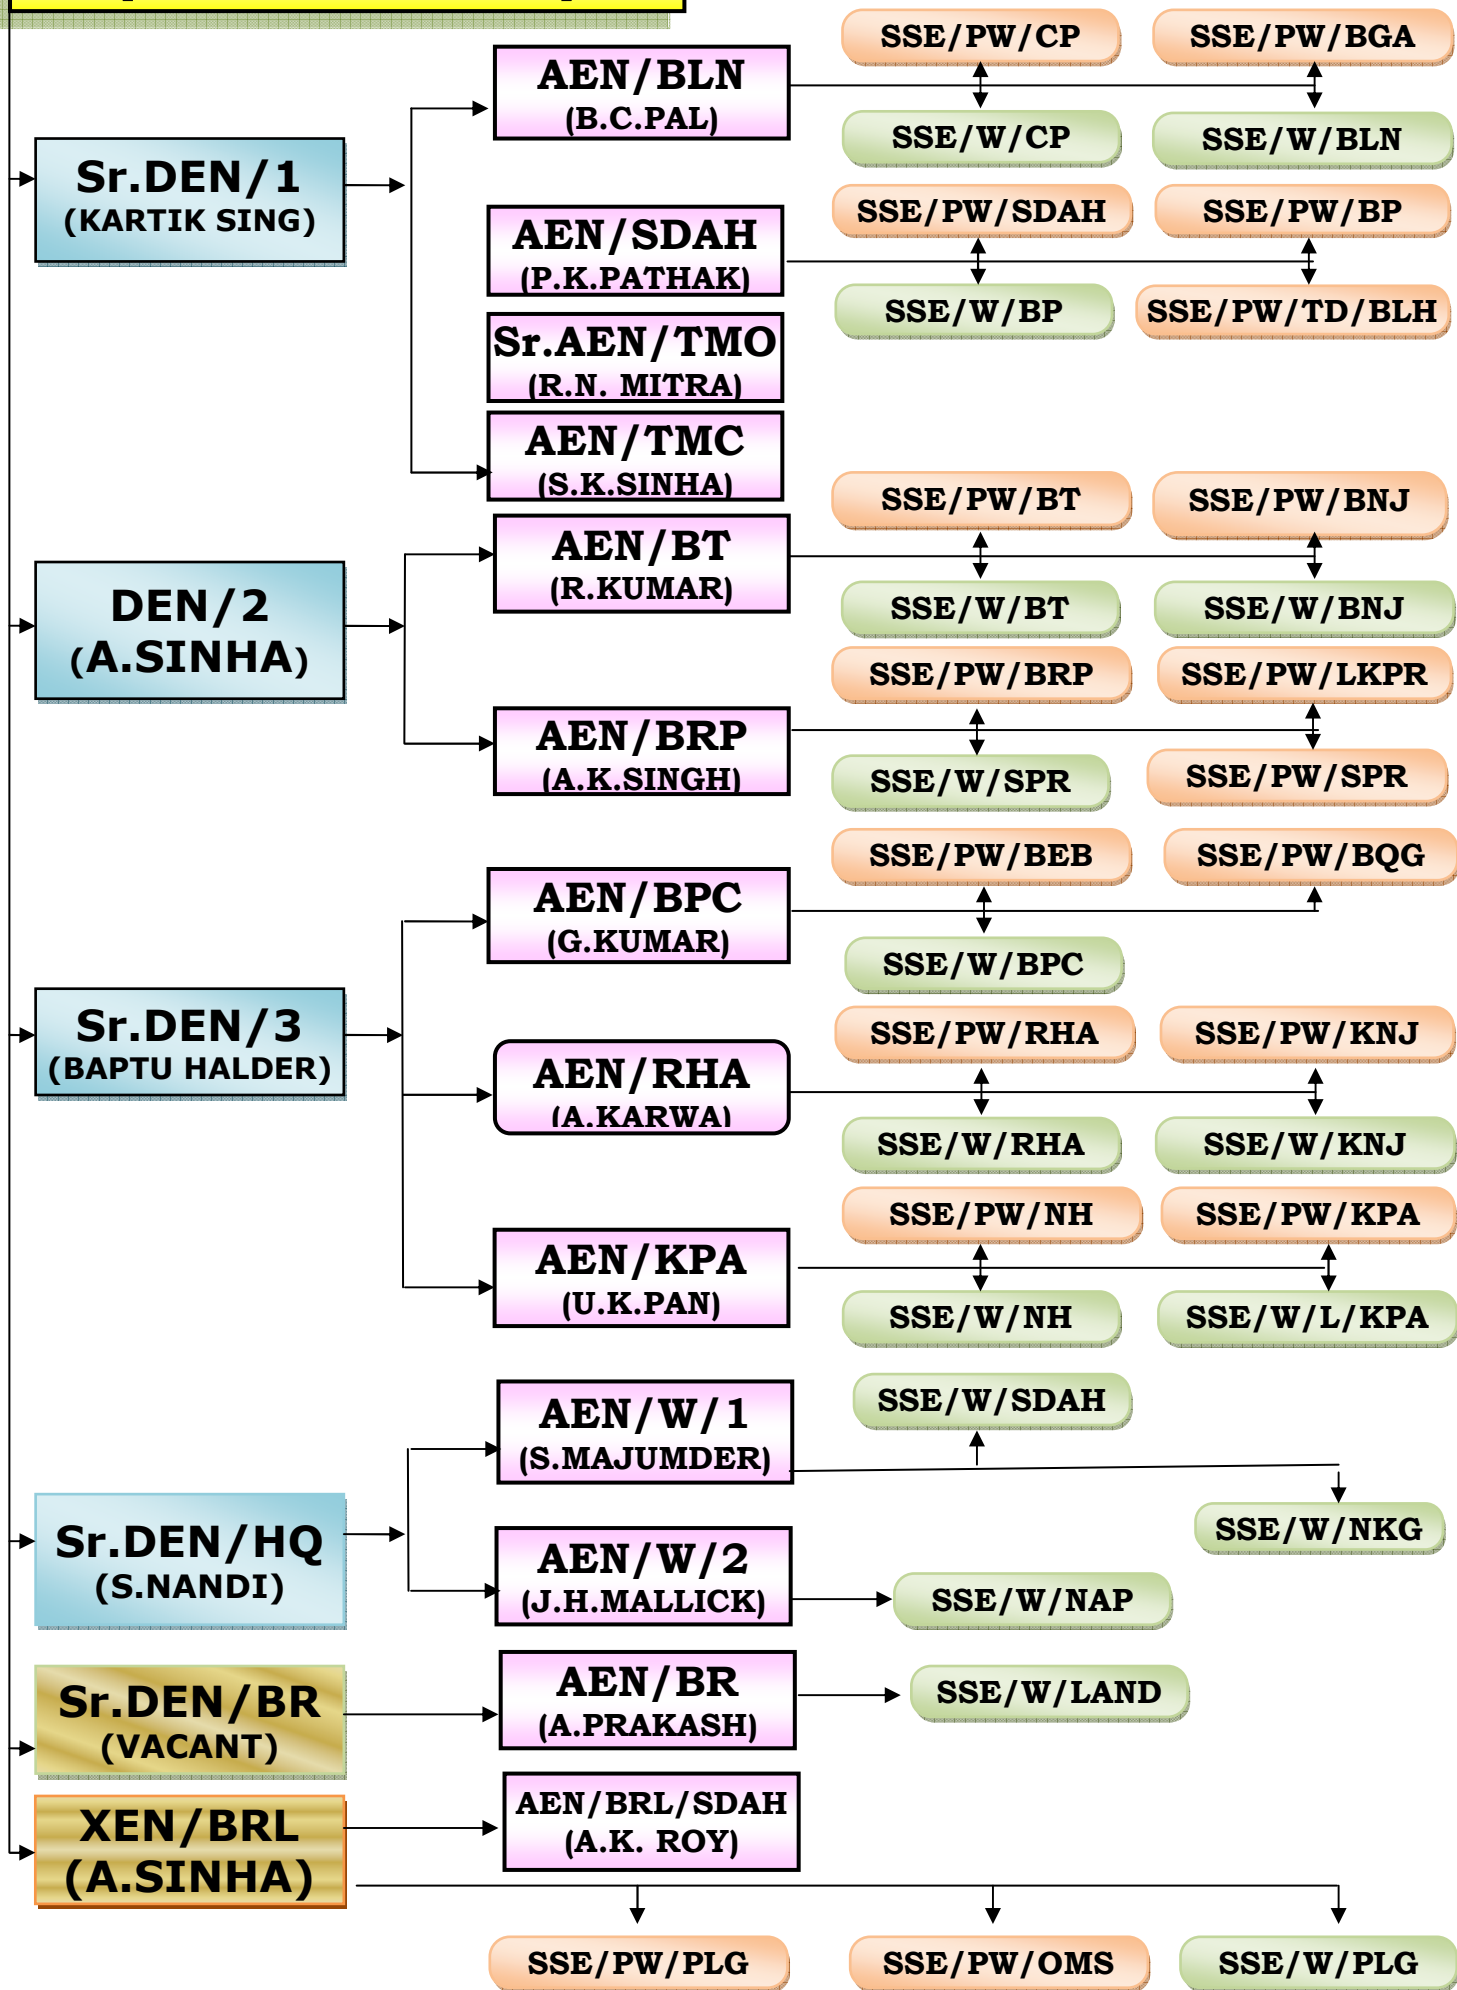 SSE/PW/CP
SSE/PW/BGA
AEN/BLN
(B.C.PAL)
SSE/W/CP
SSE/W/BLN
Sr.DEN/1
(KARTIK SING)
SSE/PW/SDAH
SSE/PW/BP
AEN/SDAH
(P.K.PATHAK)
SSE/W/BP
SSE/PW/TD/BLH
Sr.AEN/TMO
(R.N. MITRA)
AEN/TMC
(S.K.SINHA)
SSE/PW/BT
SSE/PW/BNJ
AEN/BT
(R.KUMAR)
SSE/W/BT
SSE/W/BNJ
DEN/2
(A.SINHA)
SSE/PW/BRP
SSE/PW/LKPR
AEN/BRP
(A.K.SINGH)
SSE/W/SPR
SSE/PW/SPR
SSE/PW/BEB
SSE/PW/BQG
AEN/BPC
(G.KUMAR)
SSE/W/BPC
Sr.DEN/3
(BAPTU HALDER)
SSE/PW/RHA
SSE/PW/KNJ
AEN/RHA
(A.KARWA)
SSE/W/RHA
SSE/W/KNJ
SSE/PW/NH
SSE/PW/KPA
AEN/KPA
(U.K.PAN)
SSE/W/NH
SSE/W/L/KPA
AEN/W/1
(S.MAJUMDER)
SSE/W/SDAH
SSE/W/NKG
Sr.DEN/HQ
(S.NANDI)
AEN/W/2
(J.H.MALLICK)
SSE/W/NAP
Sr.DEN/BR
(VACANT)
AEN/BR
(A.PRAKASH)
SSE/W/LAND
XEN/BRL
(A.SINHA)
AEN/BRL/SDAH
(A.K. ROY)
SSE/PW/PLG
SSE/PW/OMS
SSE/W/PLG